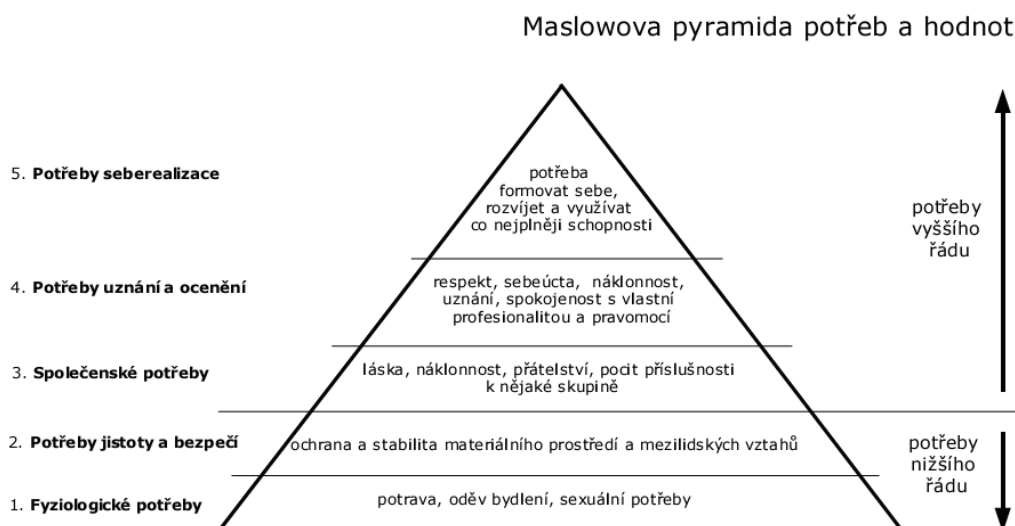 Maslowova pyramida potřeb a hodnot
5. Potřeby seberealizace
potřeba
formovat sebe,
rozvíjet a využívat
co nejplněji schopnosti
potřeby
vyššího
řádu
4. Potřeby uznání a ocenění
respekt, sebeúcta, náklonnost,
uznání, spokojenost s vlastní
profesionalitou a pravomocí
3. Společenské potřeby
láska, náklonnost, přátelství, pocit příslušnosti
k nějaké skupině
2. Potřeby jistoty a bezpečí
ochrana a stabilita materiálního prostředí a mezilidských vztahů
potřeby
nižšího
řádu
1. Fyziologické potřeby
potrava, oděv bydlení, sexuální potřeby